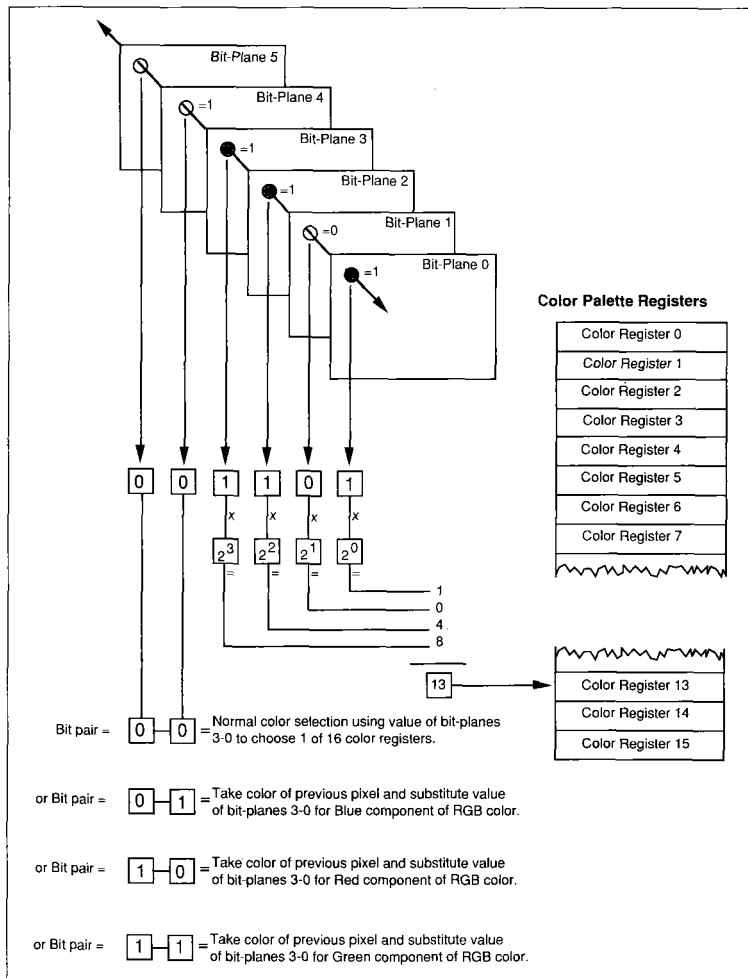 Bit-Plane 5
Bit-Plane 4
=1
Bit-Plane 3
=1
Bit-Plane 2
=1
Bit-Plane 1
=0
Bit-Plane 0
=1
Color Palette Registers
Color Register 0
Color Register 1
Color Register 2
Color Register 3
Color Register 4
Color Register 5
Color Register 6
Color Register 7
0 0 1 1 0 1
x x x x
2³ 2² 2¹ 2⁰
= = = =
1
0
4
8
13
Color Register 13
Color Register 14
Color Register 15
Bit pair = 0 0 = Normal color selection using value of bit-planes
3-0 to choose 1 of 16 color registers.
or Bit pair = 0 1 = Take color of previous pixel and substitute value
of bit-planes 3-0 for Blue component of RGB color.
or Bit pair = 1 0 = Take color of previous pixel and substitute value
of bit-planes 3-0 for Red component of RGB color.
or Bit pair = 1 1 = Take color of previous pixel and substitute value
of bit-planes 3-0 for Green component of RGB color.